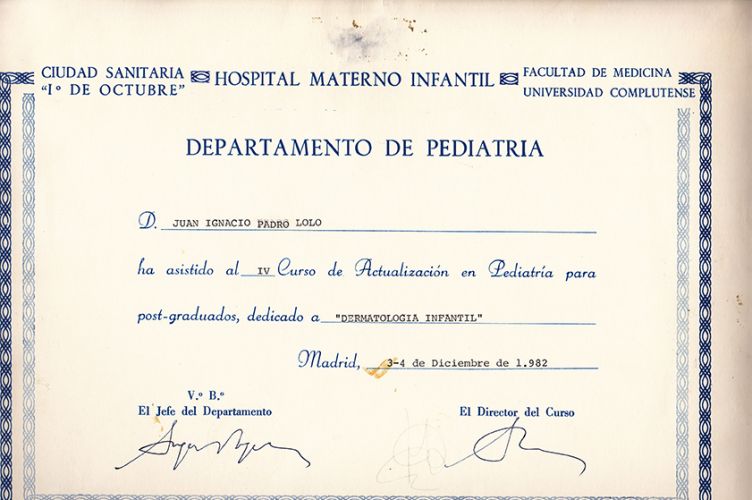 CIUDAD SANITARIA
"1º DE OCTUBRE"
HOSPITAL MATERNO INFANTIL
FACULTAD DE MEDICINA
UNIVERSIDAD COMPLUTENSE
DEPARTAMENTO DE PEDIATRIA
D. JUAN IGNACIO PADRO LOLO
ha asistido al IV Curso de Actualización en Pediatría para
post-graduados, dedicado a "DERMATOLOGIA INFANTIL"
Madrid, 3-4 de Diciembre de 1.982
V.º B.º
El Jefe del Departamento
El Director del Curso